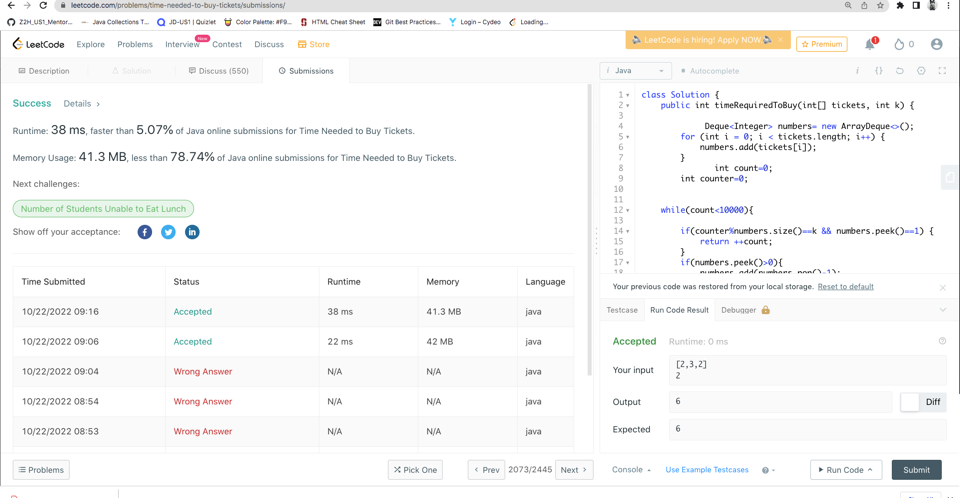 leetcode.com/problems/time-needed-to-buy-tickets/submissions/
Z2H_US1_Mentor... Java Collections T... JD-US1 | Quizlet Color Palette: #F9... HTML Cheat Sheet Git Best Practices... Login – Cydeo Loading...
LeetCode Explore Problems Interview New Contest Discuss Store LeetCode is hiring! Apply NOW. Premium 1 0
Description Solution Discuss (550) Submissions
i Java Autocomplete
Success Details >
Runtime: 38 ms, faster than 5.07% of Java online submissions for Time Needed to Buy Tickets.
Memory Usage: 41.3 MB, less than 78.74% of Java online submissions for Time Needed to Buy Tickets.
Next challenges:
Number of Students Unable to Eat Lunch
Show off your acceptance:
Time Submitted Status Runtime Memory Language
10/22/2022 09:16 Accepted 38 ms 41.3 MB java
10/22/2022 09:06 Accepted 22 ms 42 MB java
10/22/2022 09:04 Wrong Answer N/A N/A java
10/22/2022 08:54 Wrong Answer N/A N/A java
10/22/2022 08:53 Wrong Answer N/A N/A java
1 class Solution {
2 public int timeRequiredToBuy(int[] tickets, int k) {
3
4 Deque<Integer> numbers= new ArrayDeque<>();
5 for (int i = 0; i < tickets.length; i++) {
6 numbers.add(tickets[i]);
7 }
8 int count=0;
9 int counter=0;
10
11
12 while(count<10000){
13
14 if(counter%numbers.size()==k && numbers.peek()==1) {
15 return ++count;
16 }
17 if(numbers.peek()>0){
18 numbers.add(numbers.pop()-1);
Your previous code was restored from your local storage. Reset to default
Testcase Run Code Result Debugger
Accepted Runtime: 0 ms
Your input
[2,3,2]
2
Output 6 Diff
Expected 6
Problems Pick One < Prev 2073/2445 Next > Console Use Example Testcases Run Code Submit